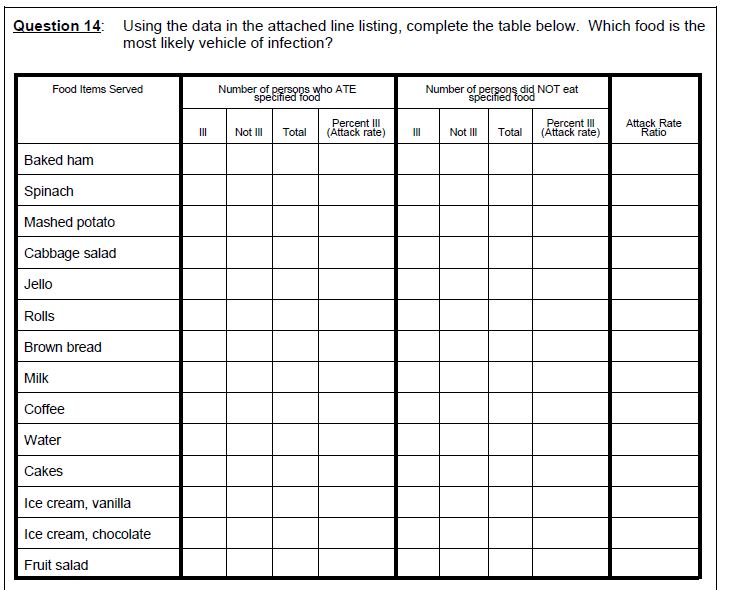 Question 14: Using the data in the attached line listing, complete the table below. Which food is the
most likely vehicle of infection?
Food Items Served
Number of persons who ATE
specified food
Number of persons did NOT eat
specified food
Ill
Not Ill
Total
Percent Ill
(Attack rate)
Ill
Not Ill
Total
Percent Ill
(Attack rate)
Attack Rate
Ratio
Baked ham
Spinach
Mashed potato
Cabbage salad
Jello
Rolls
Brown bread
Milk
Coffee
Water
Cakes
Ice cream, vanilla
Ice cream, chocolate
Fruit salad